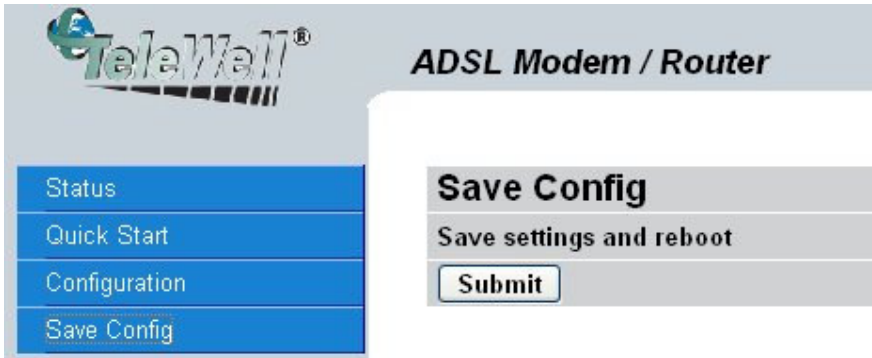 TeleWell®
ADSL Modem / Router
Status
Quick Start
Configuration
Save Config
Save Config
Save settings and reboot
Submit